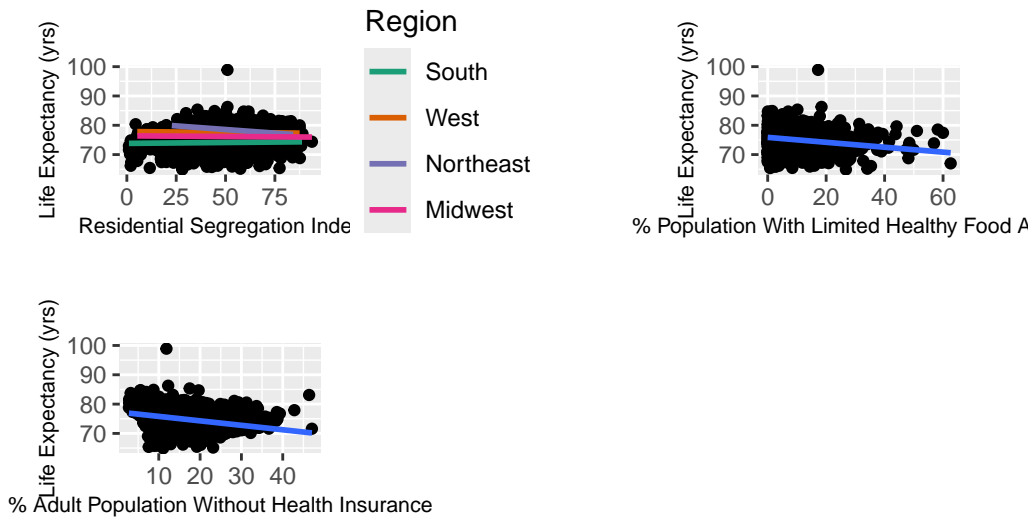 Region
South
West
Northeast
Midwest
Life Expectancy (yrs)
100
90
80
70
0 25 50 75
Residential Segregation Inde
Life Expectancy (yrs)
100
90
80
70
0 20 40 60
% Population With Limited Healthy Food A
Life Expectancy (yrs)
100
90
80
70
10 20 30 40
% Adult Population Without Health Insurance